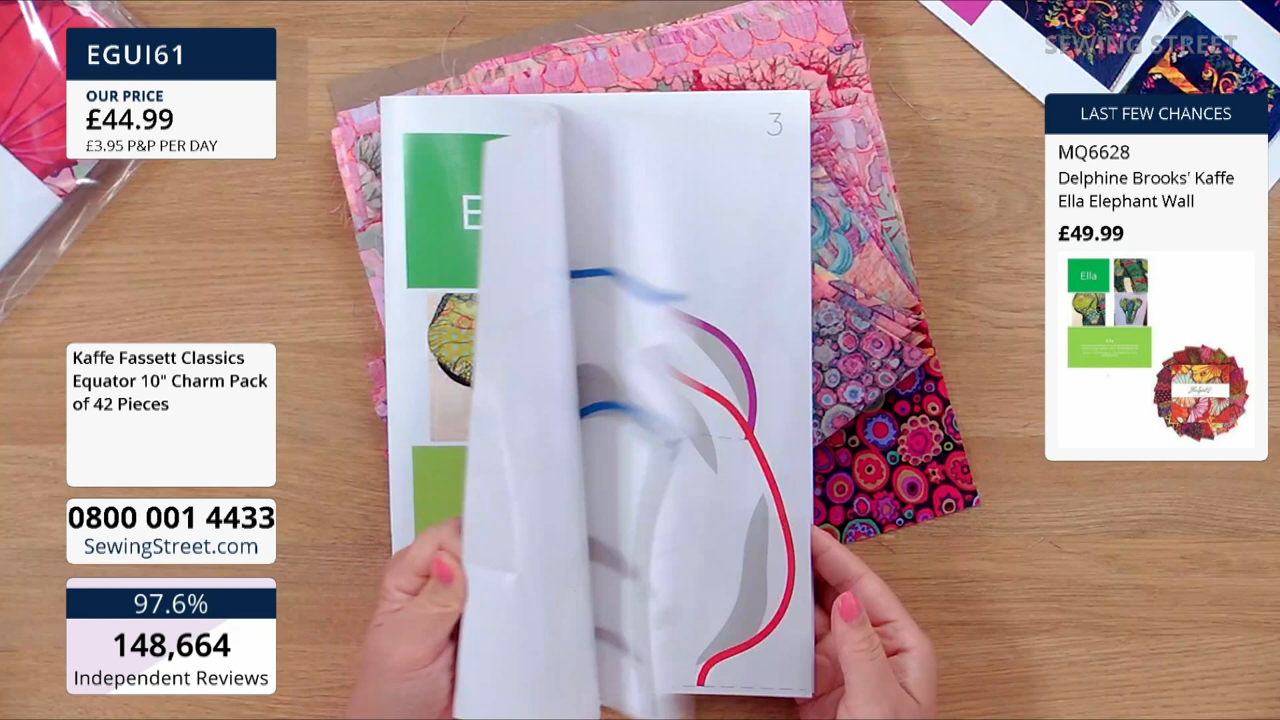 EGUI61
OUR PRICE
£44.99
£3.95 P&P PER DAY
Kaffe Fassett Classics
Equator 10" Charm Pack
of 42 Pieces
0800 001 4433
SewingStreet.com
97.6%
148,664
Independent Reviews
3
SEWING STREET
LAST FEW CHANCES
MQ6628
Delphine Brooks' Kaffe
Ella Elephant Wall
£49.99
Ella